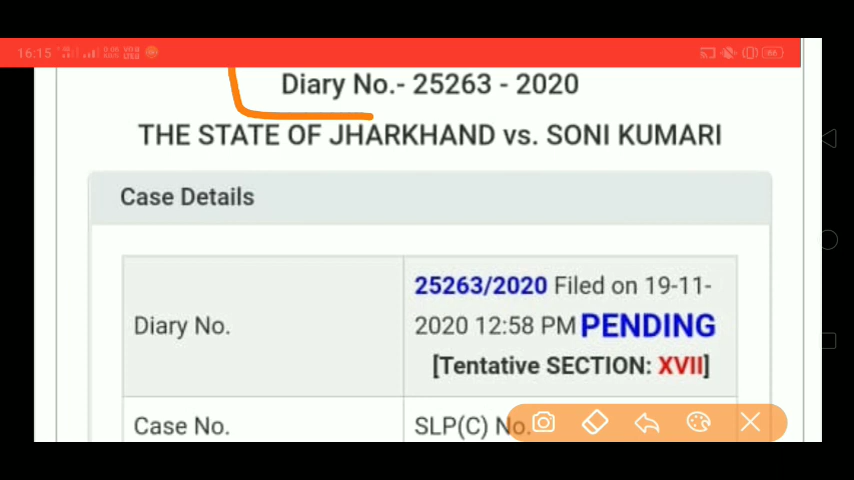 16:15
Diary No.- 25263 - 2020
THE STATE OF JHARKHAND vs. SONI KUMARI
Case Details
Diary No.
25263/2020 Filed on 19-11-
2020 12:58 PM PENDING
[Tentative SECTION: XVII]
Case No.
SLP(C) No.